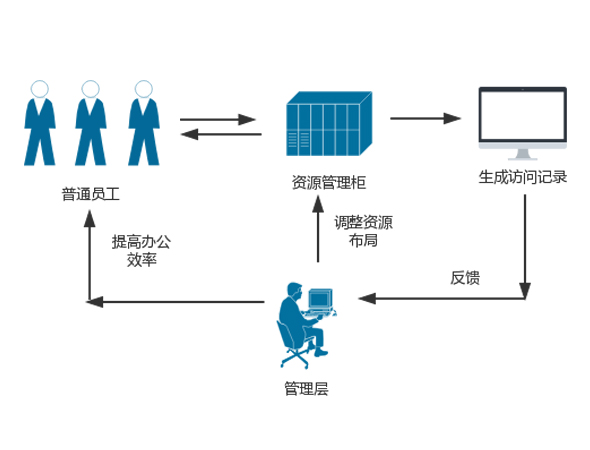 普通员工
资源管理柜
生成访问记录
提高办公
效率
调整资源
布局
反馈
管理层